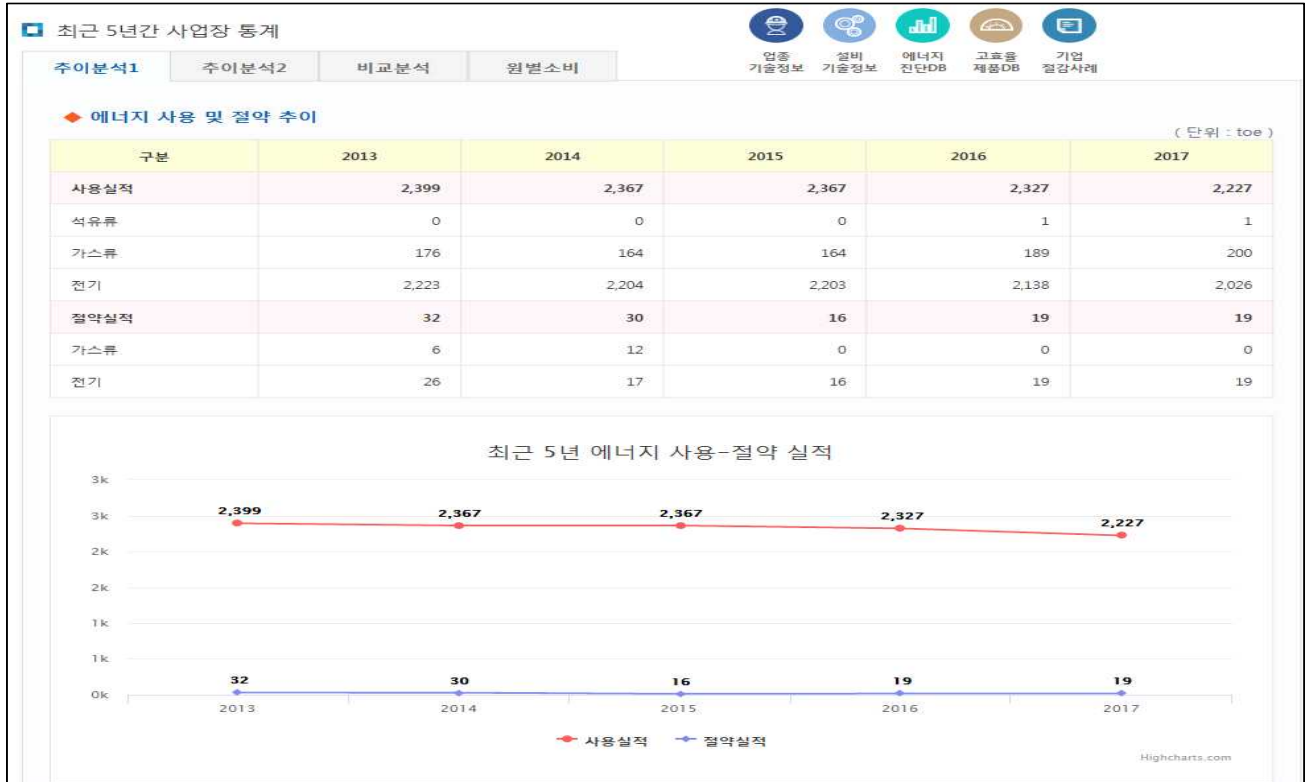 최근 5년간 사업장 통계
업종 기술정보
설비 기술정보
에너지 진단DB
고효율 제품DB
기업 절감사례
추이분석1 추이분석2 비교분석 원별소비
에너지 사용 및 절약 추이
( 단위 : toe )
구분 2013 2014 2015 2016 2017
사용실적 2,399 2,367 2,367 2,327 2,227
석유류 0 0 0 1 1
가스류 176 164 164 189 200
전기 2,223 2,204 2,203 2,138 2,026
절약실적 32 30 16 19 19
가스류 6 12 0 0 0
전기 26 17 16 19 19
최근 5년 에너지 사용-절약 실적
3k
3k
2k
2k
1k
1k
0k
2,399 2,367 2,367 2,327 2,227
32 30 16 19 19
2013 2014 2015 2016 2017
사용실적 절약실적
Highcharts.com